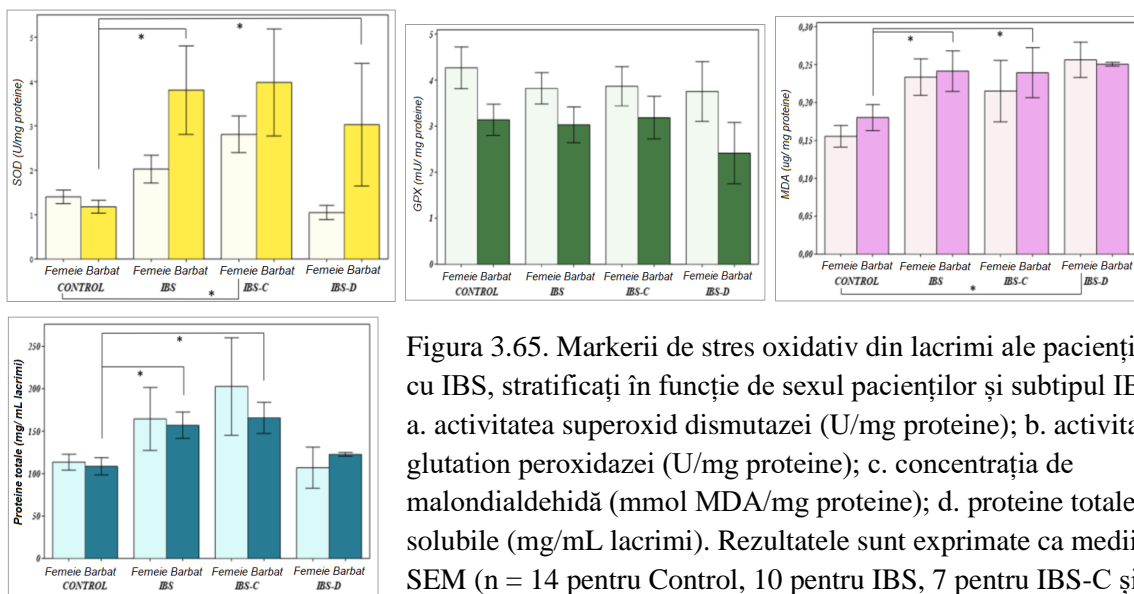 SOD (U/mg proteine)
5
4
3
2
1
0
*
*
Femeie Barbat Femeie Barbat Femeie Barbat Femeie Barbat
CONTROL IBS IBS-C IBS-D
*
GPX (mU/ mg proteine)
5
4
3
2
1
0
Femeie Barbat Femeie Barbat Femeie Barbat Femeie Barbat
CONTROL IBS IBS-C IBS-D
MDA (ug/ mg proteine)
0,30
0,25
0,20
0,15
0,10
0,05
0,00
*
*
Femeie Barbat Femeie Barbat Femeie Barbat Femeie Barbat
CONTROL IBS IBS-C IBS-D
*
Proteine totale (mg/ mL lacrimi)
250
200
150
100
50
0
*
*
Femeie Barbat Femeie Barbat Femeie Barbat Femeie Barbat
CONTROL IBS IBS-C IBS-D
Figura 3.65. Markerii de stres oxidativ din lacrimi ale pacienți
cu IBS, stratificați în funcție de sexul pacienților și subtipul IB
a. activitatea superoxid dismutazei (U/mg proteine); b. activita
glutation peroxidazei (U/mg proteine); c. concentrația de
malondialdehidă (mmol MDA/mg proteine); d. proteine totale
solubile (mg/mL lacrimi). Rezultatele sunt exprimate ca medii
SEM (n = 14 pentru Control, 10 pentru IBS, 7 pentru IBS-C și